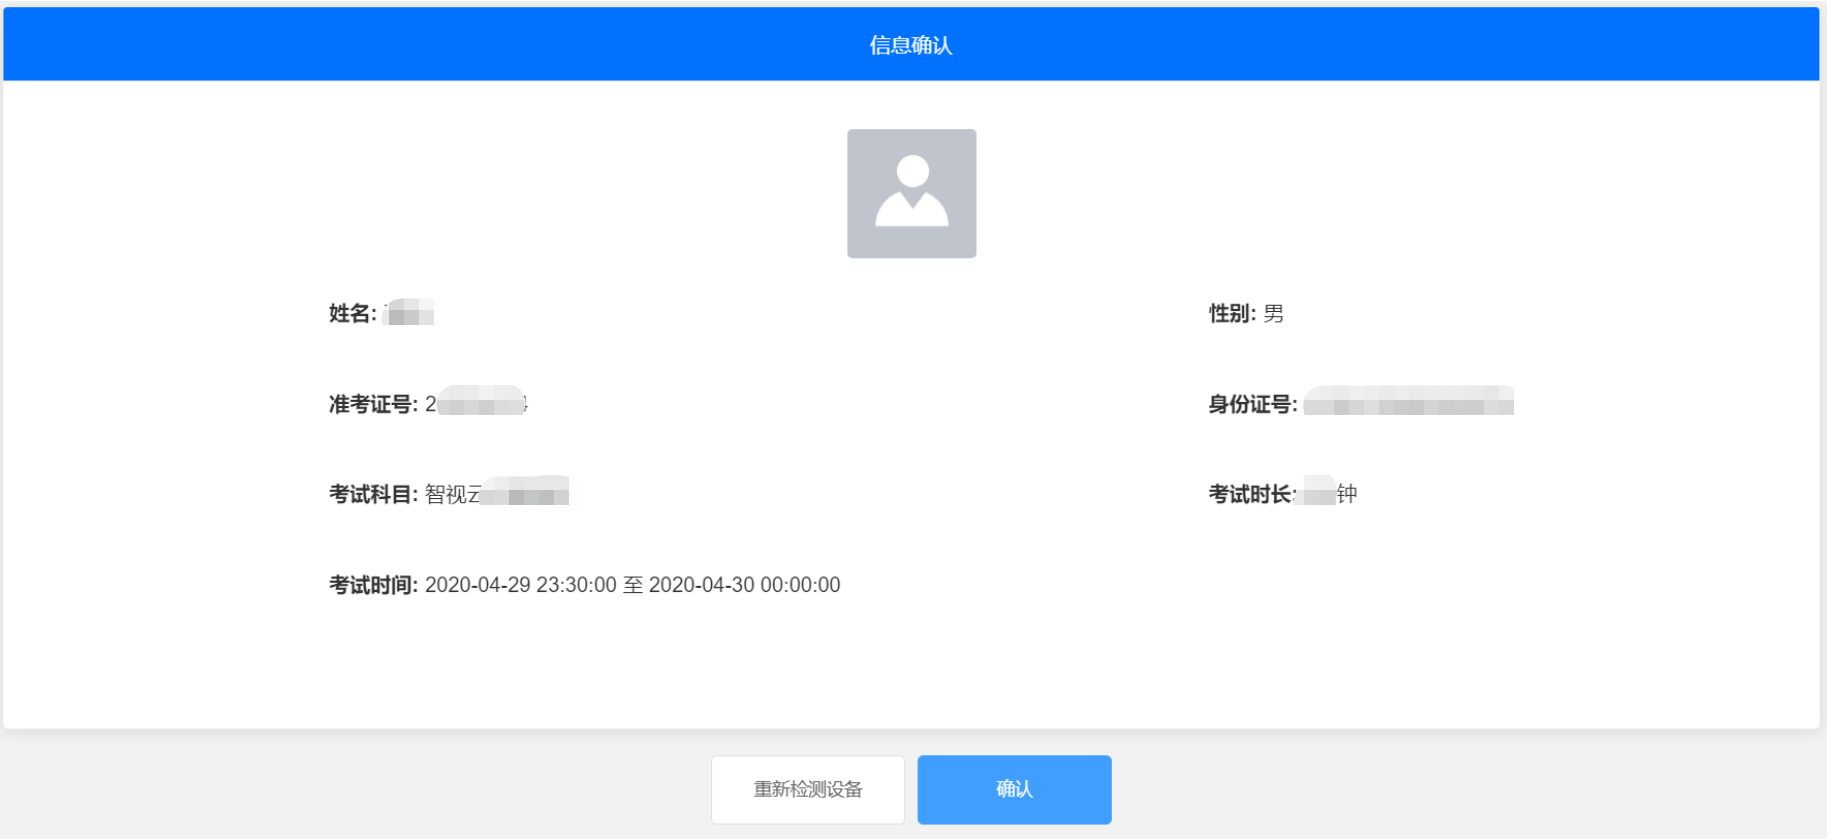 信息确认
姓名:
性别: 男
准考证号: 2
身份证号:
考试科目: 智视云
考试时长: 钟
考试时间: 2020-04-29 23:30:00 至 2020-04-30 00:00:00
重新检测设备
确认